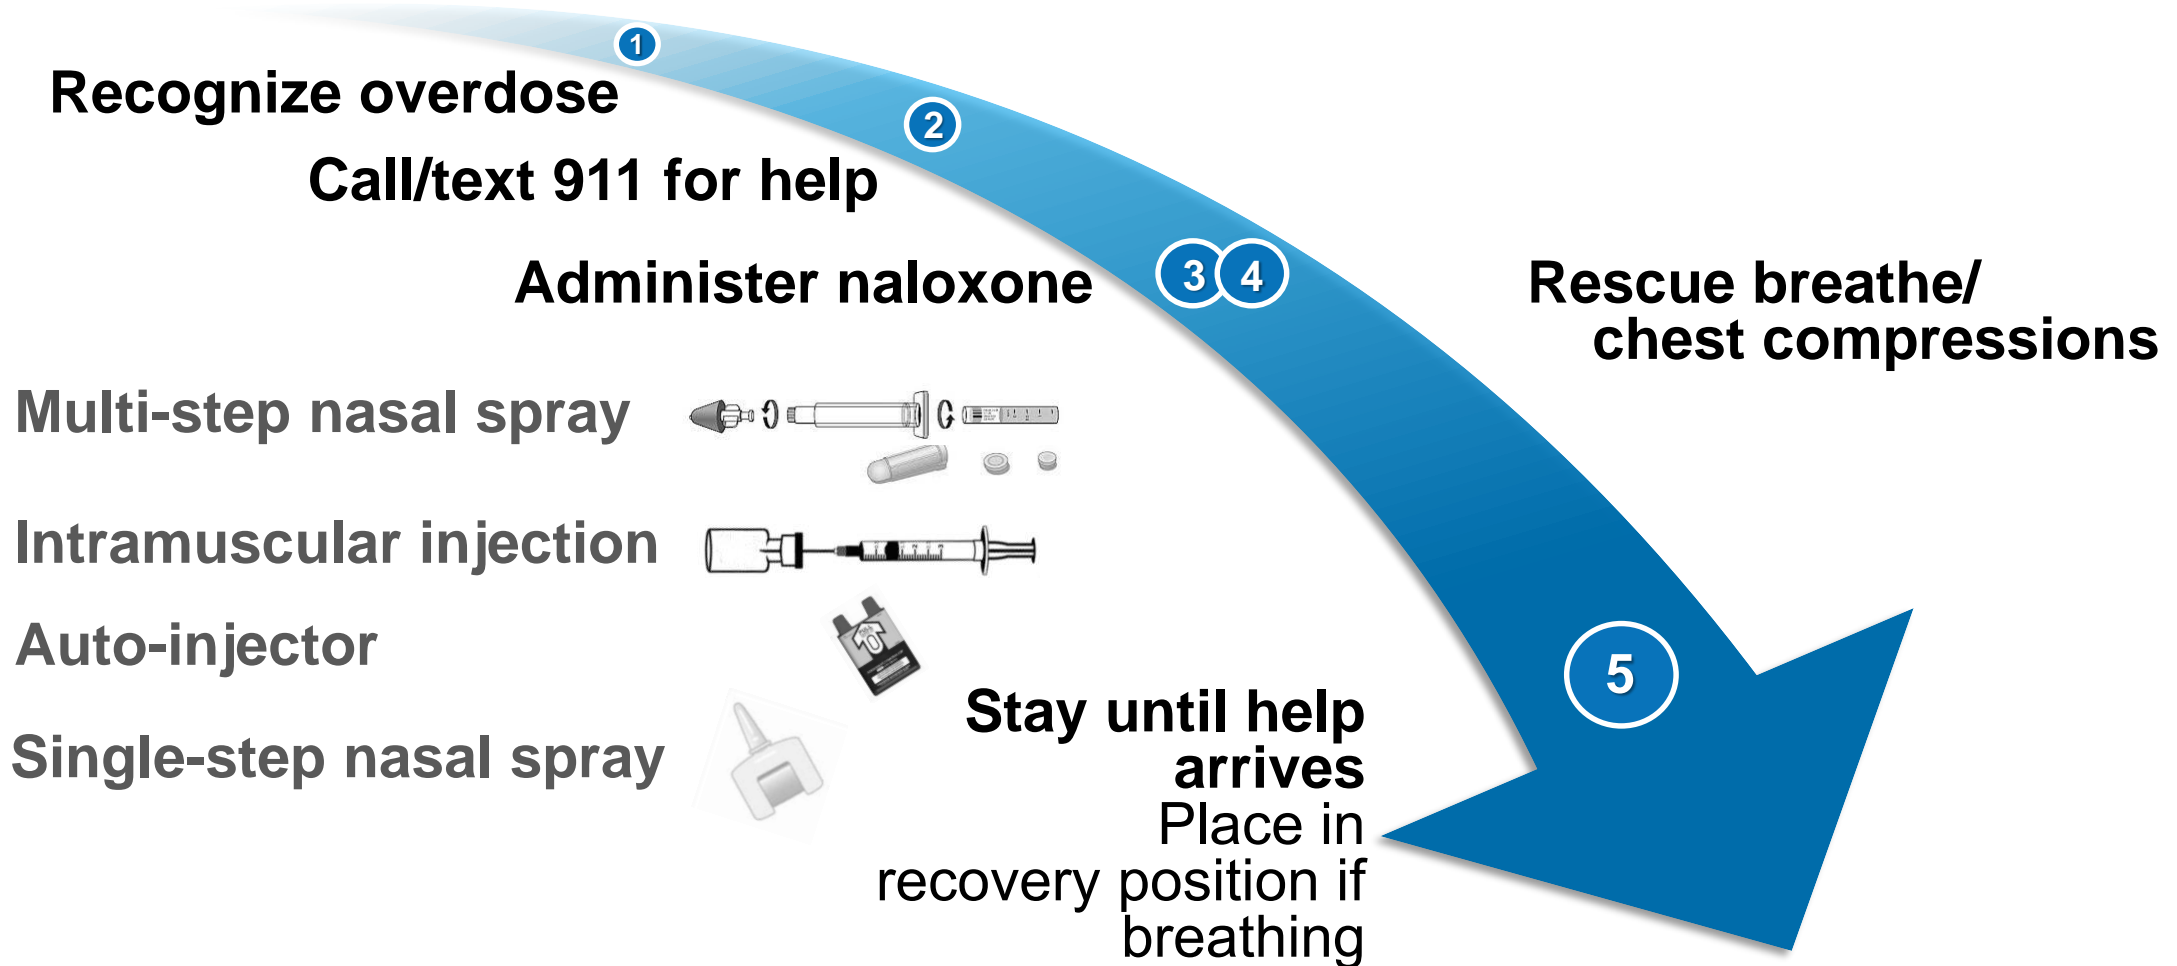 1
Recognize overdose
2
Call/text 911 for help
Administer naloxone
3 4
Rescue breathe/
chest compressions
Multi-step nasal spray
Intramuscular injection
Auto-injector
Single-step nasal spray
5
Stay until help
arrives
Place in
recovery position if
breathing